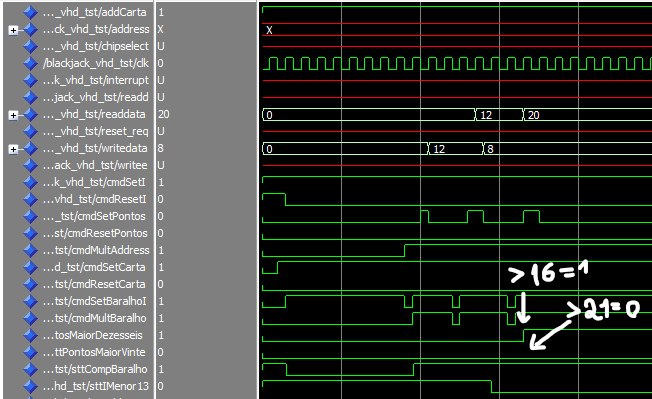 ..._vhd_tst/addCarta 1
...ck_vhd_tst/address X X
..._vhd_tst/chipselect U
/blackjack_vhd_tst/clk 0
...k_vhd_tst/interrupt U
...jack_vhd_tst/readd U
..._vhd_tst/readdata 20 0 12 20
..._vhd_tst/reset_req U
..._vhd_tst/writedata 8 0 12 8
...ack_vhd_tst/writee U
...k_vhd_tst/cmdSetI 1
...vhd_tst/cmdResetI 0
..._tst/cmdSetPontos 0
...st/cmdResetPontos 0
...tst/cmdMultAddress 1
...d_tst/cmdSetCarta 1
...tst/cmdResetCarta 0
...tst/cmdSetBaralhoI 1
...tst/cmdMultBaralho 1
...tosMaiorDezesseis 1
...ttPontosMaiorVinte 0
...tst/sttCompBaralho 1
...hd_tst/sttIMenor13 0
>16=1
>21=0